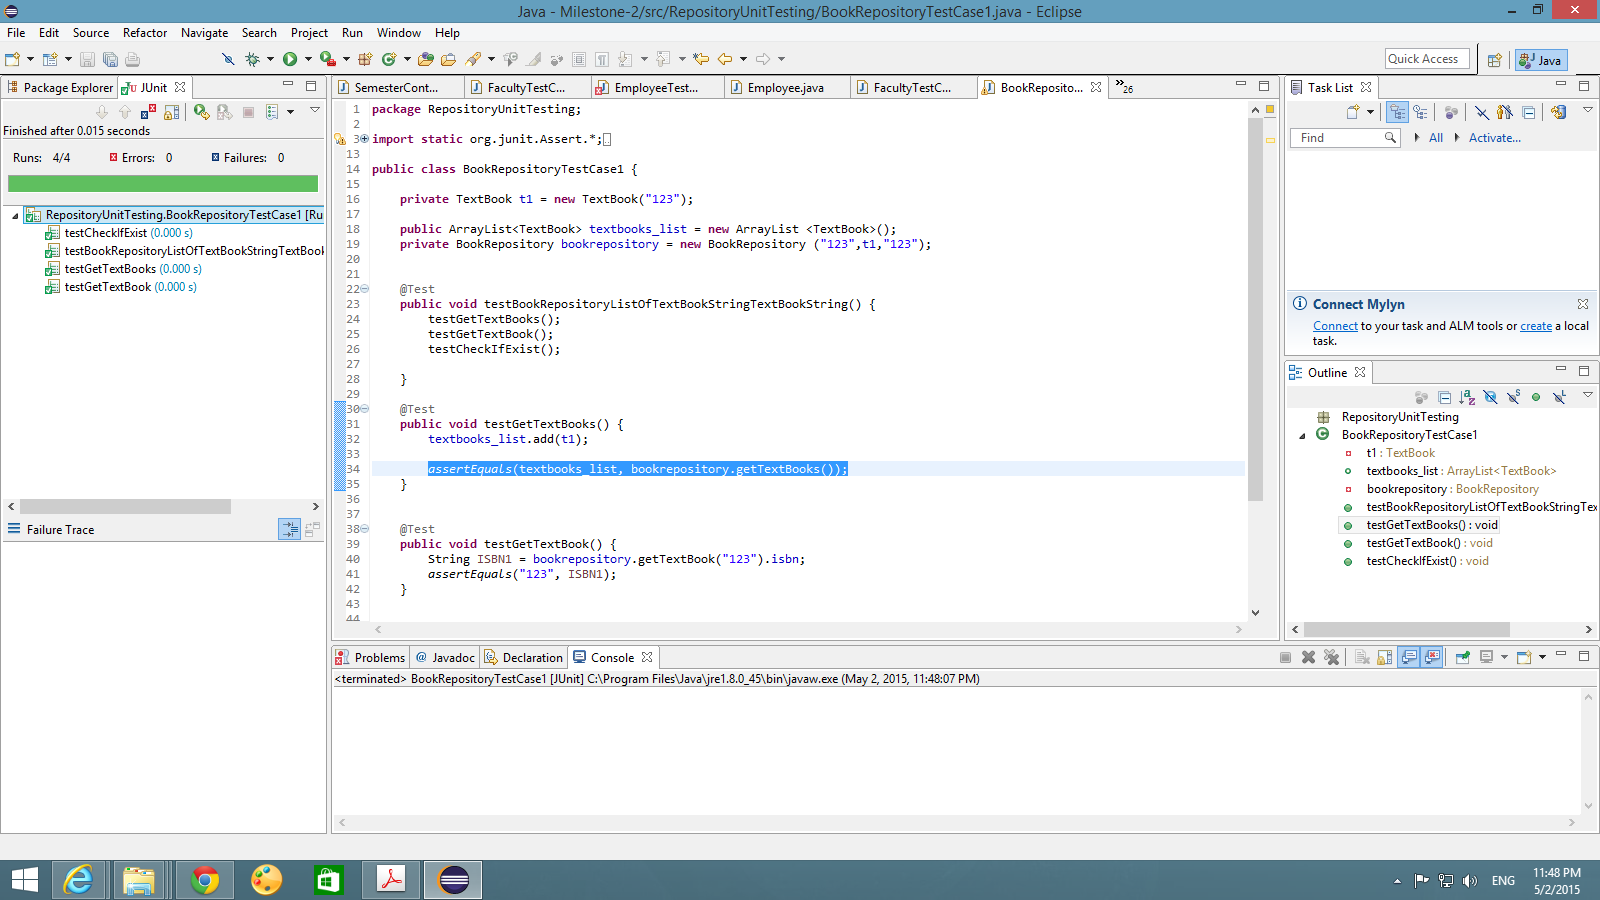 Java - Milestone-2/src/RepositoryUnitTesting/BookRepositoryTestCase1.java - Eclipse
File Edit Source Refactor Navigate Search Project Run Window Help
Quick Access
Java
Package Explorer JUnit
Finished after 0.015 seconds
Runs: 4/4 Errors: 0 Failures: 0
RepositoryUnitTesting.BookRepositoryTestCase1 [Ru
testCheckIfExist (0.000 s)
testBookRepositoryListOfTextBookStringTextBook
testGetTextBooks (0.000 s)
testGetTextBook (0.000 s)
Failure Trace
SemesterCont... FacultyTestC... EmployeeTest... Employee.java FacultyTestC... BookReposito... »26
1 package RepositoryUnitTesting;
2
3 import static org.junit.Assert.*;
13
14 public class BookRepositoryTestCase1 {
15
16 private TextBook t1 = new TextBook("123");
17
18 public ArrayList<TextBook> textbooks_list = new ArrayList <TextBook>();
19 private BookRepository bookrepository = new BookRepository ("123",t1,"123");
20
21
22 @Test
23 public void testBookRepositoryListOfTextBookStringTextBookString() {
24 testGetTextBooks();
25 testGetTextBook();
26 testCheckIfExist();
27
28 }
29
30 @Test
31 public void testGetTextBooks() {
32 textbooks_list.add(t1);
33
34 assertEquals(textbooks_list, bookrepository.getTextBooks());
35 }
36
37
38 @Test
39 public void testGetTextBook() {
40 String ISBN1 = bookrepository.getTextBook("123").isbn;
41 assertEquals("123", ISBN1);
42 }
43
44
Task List
Find All Activate...
Connect Mylyn
Connect to your task and ALM tools or create a local
task.
Outline
RepositoryUnitTesting
BookRepositoryTestCase1
t1 : TextBook
textbooks_list : ArrayList<TextBook>
bookrepository : BookRepository
testBookRepositoryListOfTextBookStringTex
testGetTextBooks() : void
testGetTextBook() : void
testCheckIfExist() : void
Problems @ Javadoc Declaration Console
<terminated> BookRepositoryTestCase1 [JUnit] C:\Program Files\Java\jre1.8.0_45\bin\javaw.exe (May 2, 2015, 11:48:07 PM)
ENG
11:48 PM
5/2/2015